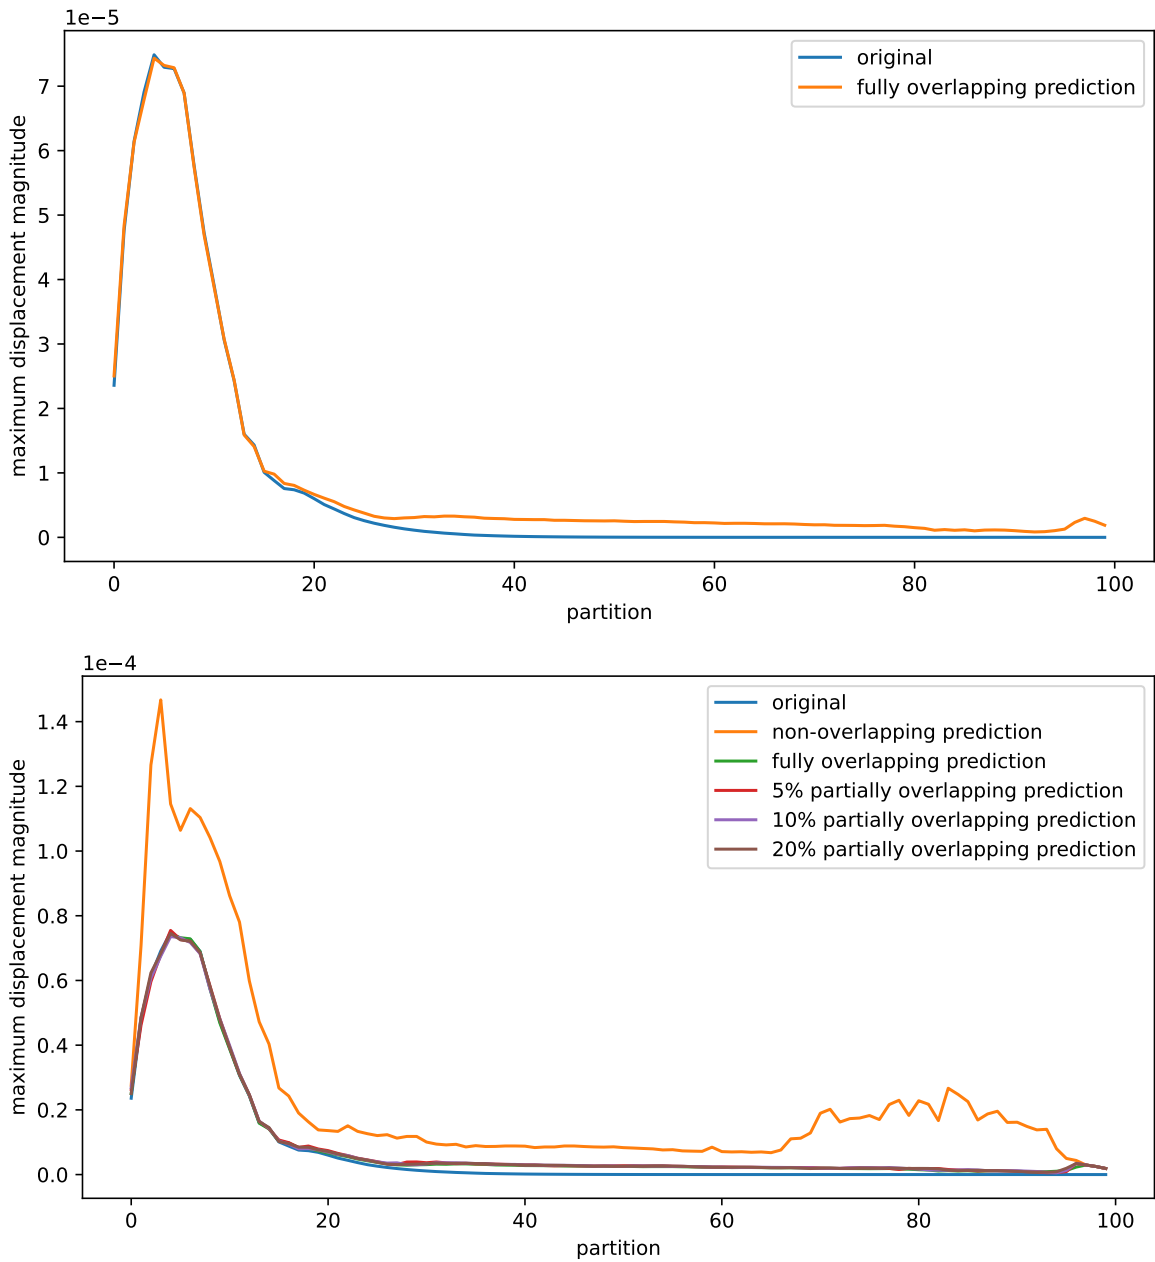 1e−5
maximum displacement magnitude
7
6
5
4
3
2
1
0
original
fully overlapping prediction
0 20 40 60 80 100
partition
1e−4
maximum displacement magnitude
1.4
1.2
1.0
0.8
0.6
0.4
0.2
0.0
original
non-overlapping prediction
fully overlapping prediction
5% partially overlapping prediction
10% partially overlapping prediction
20% partially overlapping prediction
0 20 40 60 80 100
partition